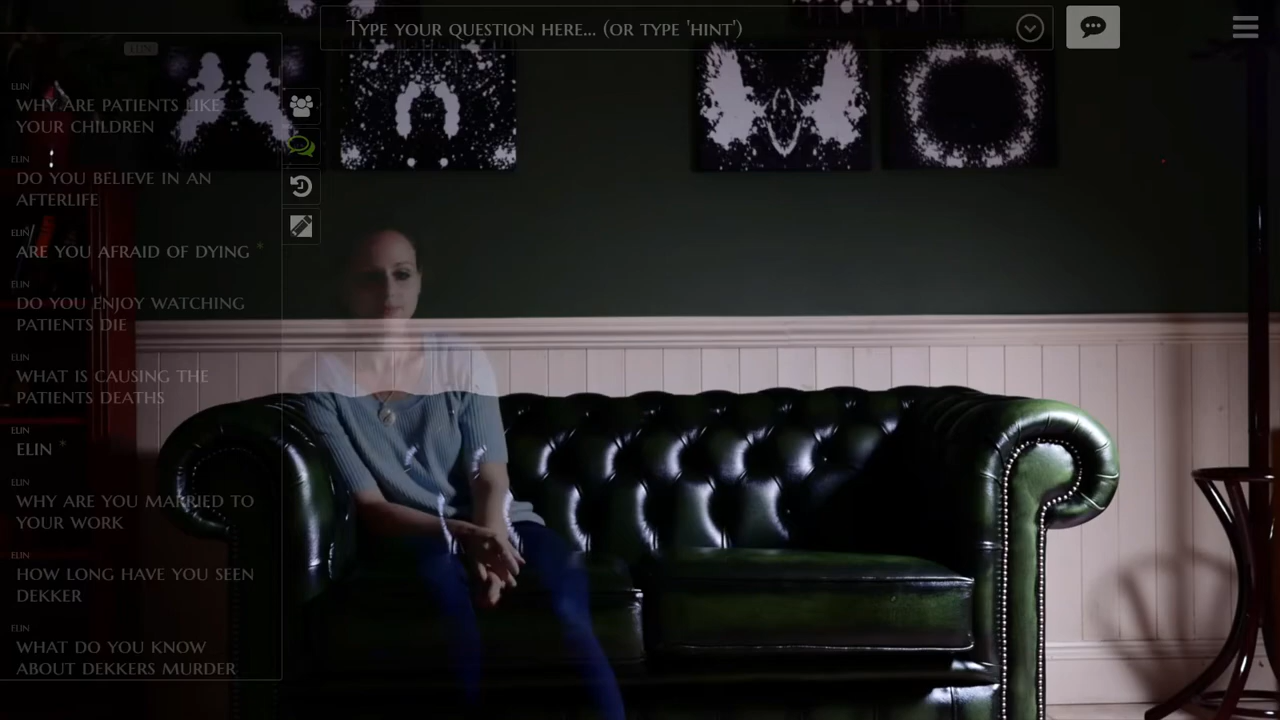 Type your question here... (or type 'hint')
ELIN
ELIN
WHY ARE PATIENTS LIKE
YOUR CHILDREN
ELIN
DO YOU BELIEVE IN AN
AFTERLIFE
ELIN
ARE YOU AFRAID OF DYING *
ELIN
DO YOU ENJOY WATCHING
PATIENTS DIE
ELIN
WHAT IS CAUSING THE
PATIENTS DEATHS
ELIN
ELIN *
ELIN
WHY ARE YOU MARRIED TO
YOUR WORK
ELIN
HOW LONG HAVE YOU SEEN
DEKKER
ELIN
WHAT DO YOU KNOW
ABOUT DEKKERS MURDER